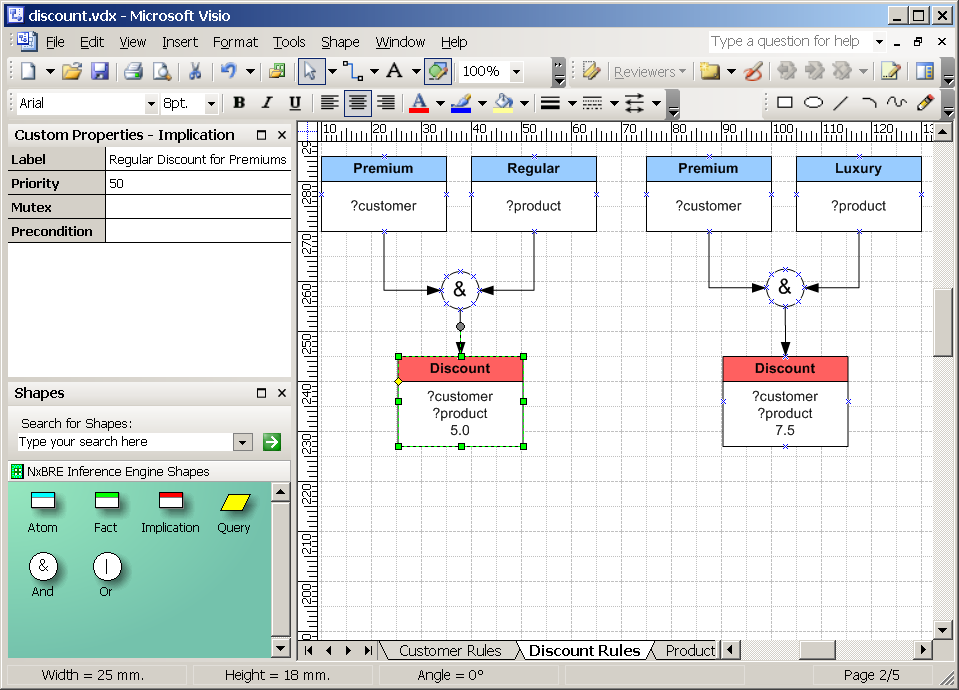 discount.vdx - Microsoft Visio
File Edit View Insert Format Tools Shape Window Help Type a question for help
100% Reviewers
Arial 8pt. B I U A
Custom Properties - Implication
Label Regular Discount for Premiums
Priority 50
Mutex
Precondition
Shapes
Search for Shapes:
Type your search here
NxBRE Inference Engine Shapes
Atom Fact Implication Query
& |
And Or
10 20 30 40 50 60 70 80 90 100 110 120 13
29
280
270
260
250
240
230
220
210
200
Premium Regular Premium Luxury
?customer ?product ?customer ?product
& &
Discount Discount
?customer ?customer
?product ?product
5.0 7.5
Customer Rules Discount Rules Product
Width = 25 mm. Height = 18 mm. Angle = 0° Page 2/5